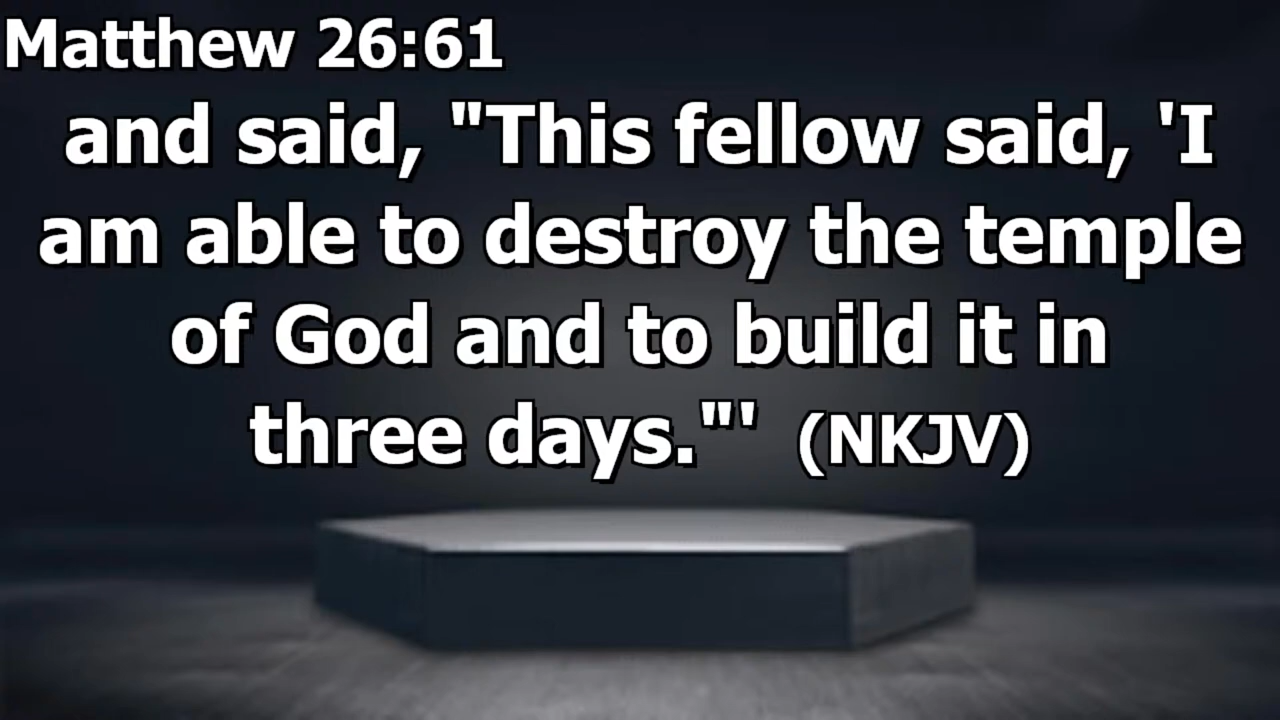 Matthew 26:61
and said, "This fellow said, 'I
am able to destroy the temple
of God and to build it in
three days."' (NKJV)